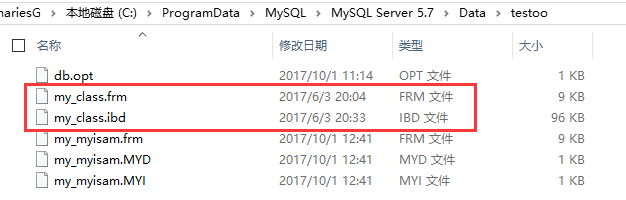 nariesG > 本地磁盘 (C:) > ProgramData > MySQL > MySQL Server 5.7 > Data > testoo
名称 修改日期 类型 大小
db.opt 2017/10/1 11:14 OPT 文件 1 KB
my_class.frm 2017/6/3 20:04 FRM 文件 9 KB
my_class.ibd 2017/6/3 20:33 IBD 文件 96 KB
my_myisam.frm 2017/10/1 12:41 FRM 文件 9 KB
my_myisam.MYD 2017/10/1 12:41 MYD 文件 1 KB
my_myisam.MYI 2017/10/1 12:41 MYI 文件 1 KB